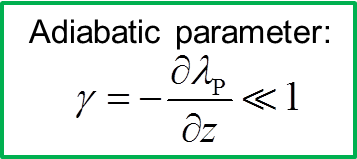 Adiabatic parameter:
γ = −∂λ_P/∂z ≪ 1